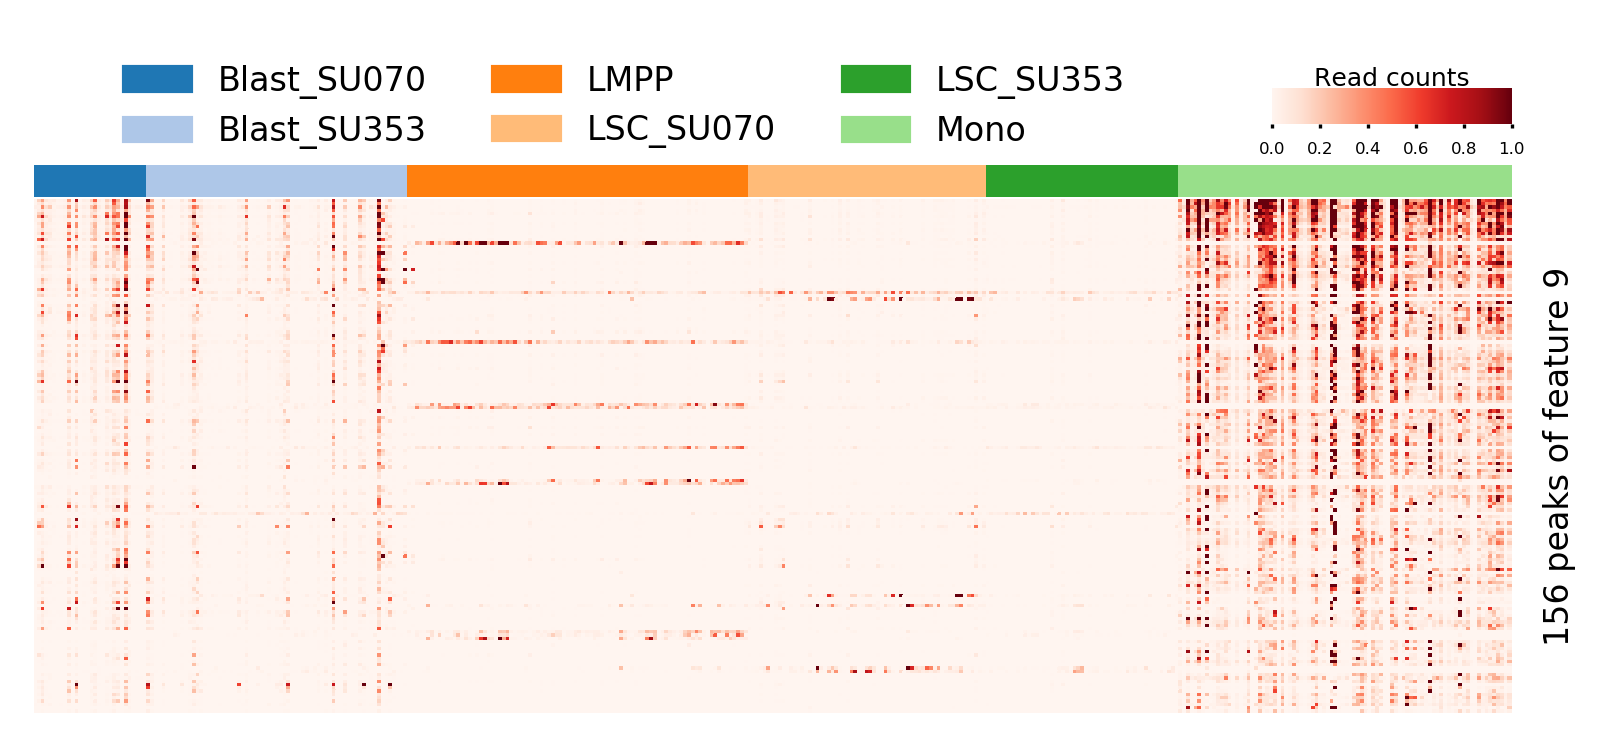 Blast_SU070 LMPP LSC_SU353
Blast_SU353 LSC_SU070 Mono
Read counts
0.0 0.2 0.4 0.6 0.8 1.0
156 peaks of feature 9